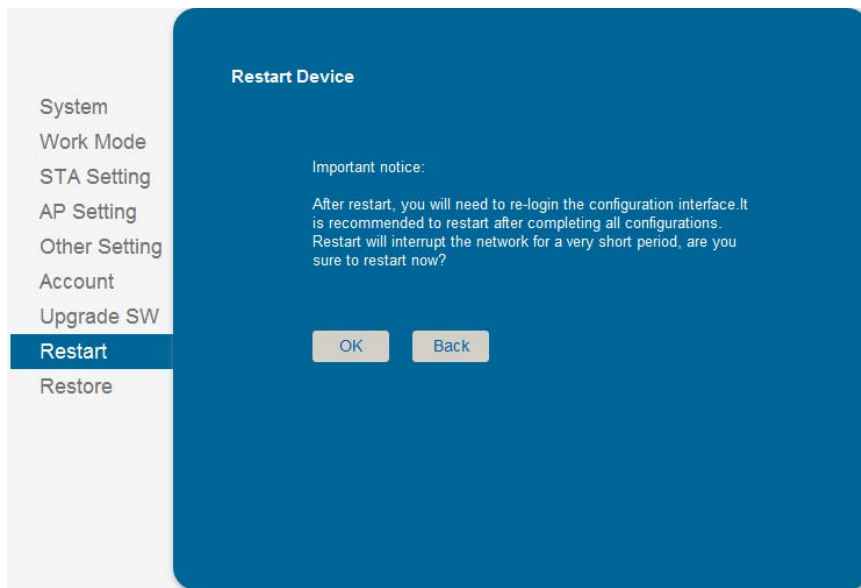 System
Work Mode
STA Setting
AP Setting
Other Setting
Account
Upgrade SW
Restart
Restore
Restart Device
Important notice:
After restart, you will need to re-login the configuration interface.It
is recommended to restart after completing all configurations.
Restart will interrupt the network for a very short period, are you
sure to restart now?
OK
Back